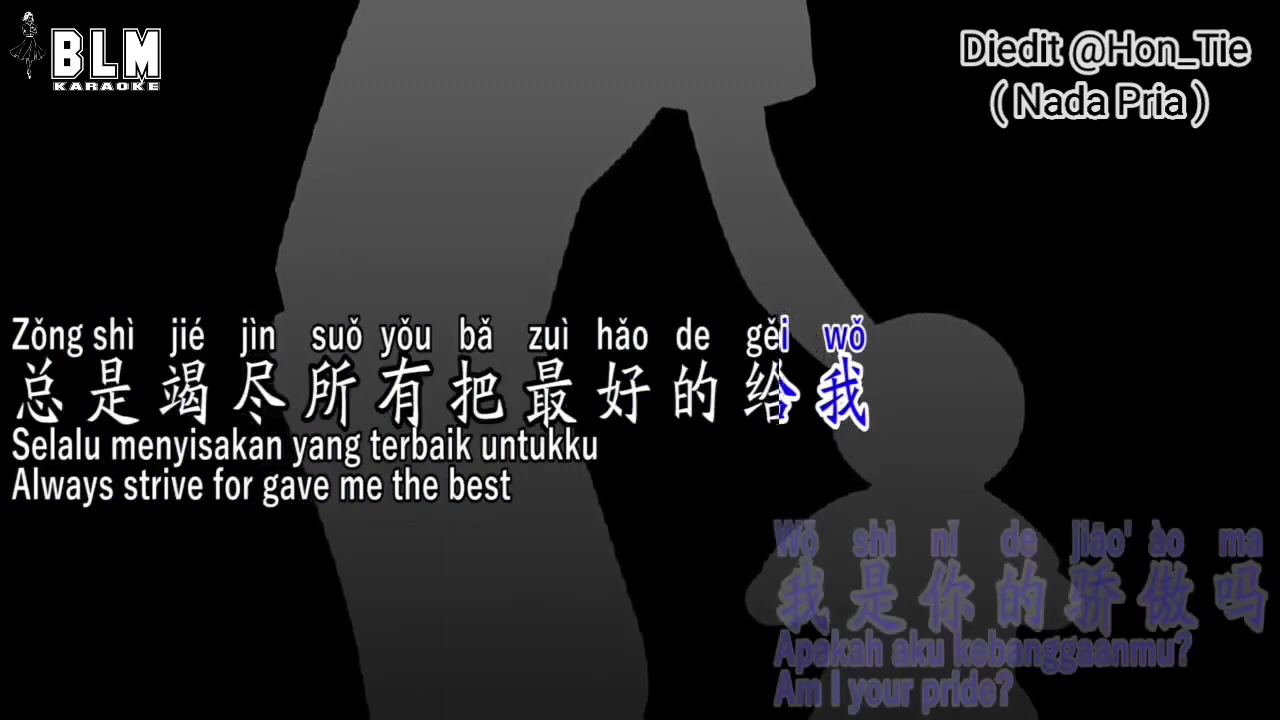 BLM
KARAOKE
Diedit @Hon_Tie
( Nada Pria )
Zǒng shì jié jìn suǒ yǒu bǎ zuì hǎo de gěi wǒ
总是竭尽所有把最好的给我
Selalu menyisakan yang terbaik untukku
Always strive for gave me the best
Wǒ shì nǐ de Jiāo' ào ma
我是你的骄傲吗
Apakah aku kebanggaanmu?
Am I your pride?